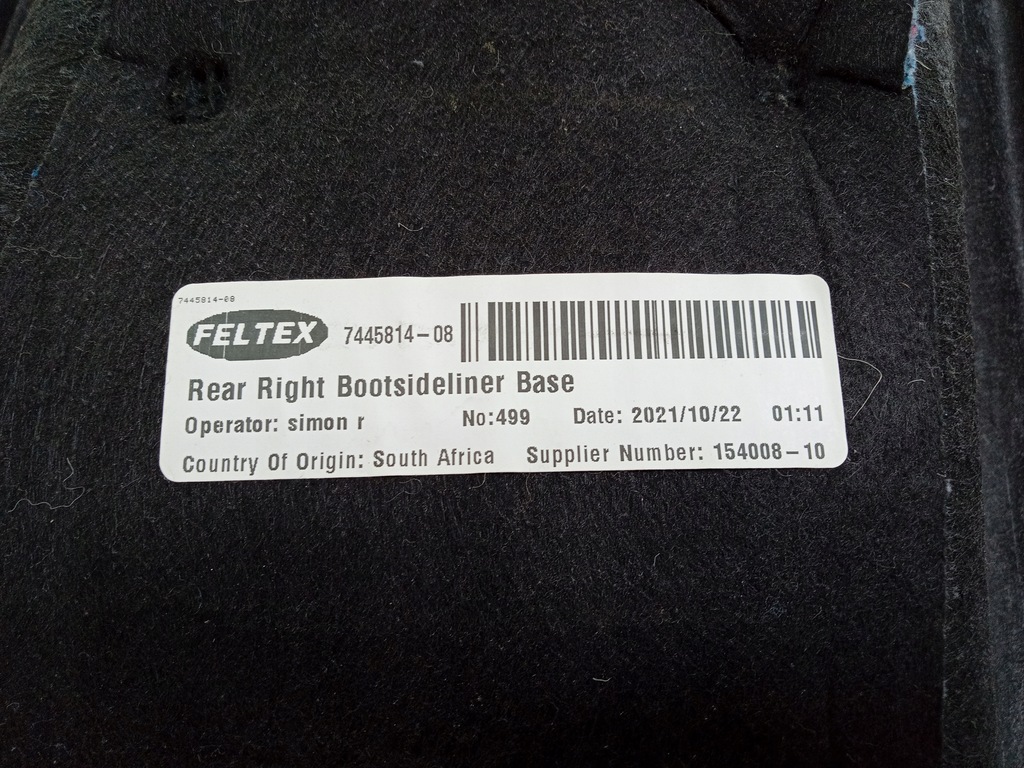 7445814-08
FELTEX 7445814-08
Rear Right Bootsideliner Base
Operator: simon r No:499 Date: 2021/10/22 01:11
Country Of Origin: South Africa Supplier Number: 154008-10